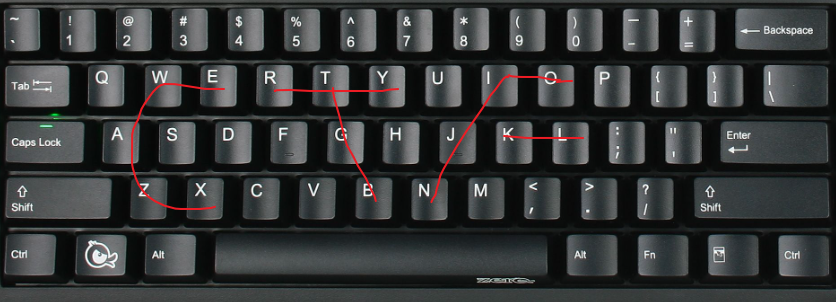 ~ ! @ # $ % ^ & * ( ) — +
` 1 2 3 4 5 6 7 8 9 0 - = ← Backspace
Tab Q W E R T Y U I O P { } |
[ ] \
Caps Lock A S D F G H J K L : " Enter
; '
Shift Z X C V B N M < > ? Shift
, . /
Ctrl Alt Alt Fn Ctrl
CTF